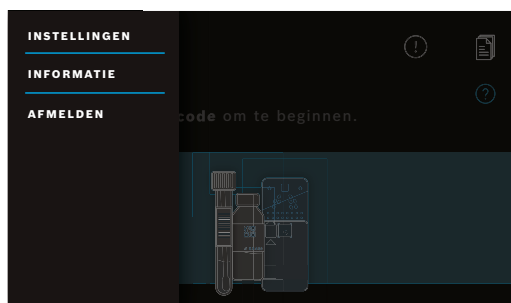 INSTELLINGEN
INFORMATIE
AFMELDEN
code om te beginnen.